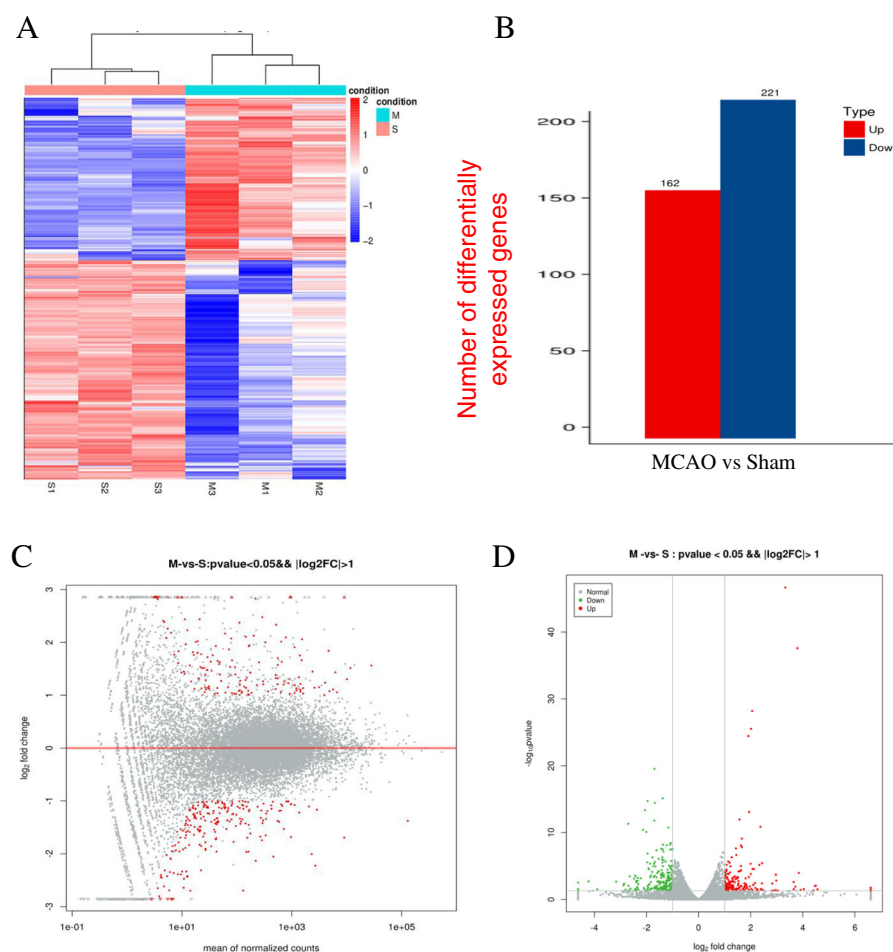 A
condition
condition
M
S
2
1
0
-1
-2
S1
S2
S3
M3
M1
M2
B
221
162
Type
Up
Dow
200
150
100
50
0
Number of differentially
expressed genes
MCAO vs Sham
C
M-vs-S:pvalue<0.05&& |log2FC|>1
3
2
1
0
-1
-2
-3
log₂ fold change
1e-01
1e+01
1e+03
1e+05
mean of normalized counts
D
M -vs- S : pvalue < 0.05 && |log2FC| > 1
Normal
Down
Up
40
30
20
10
0
-log₁₀pvalue
-4
-2
0
2
4
6
log₂ fold change